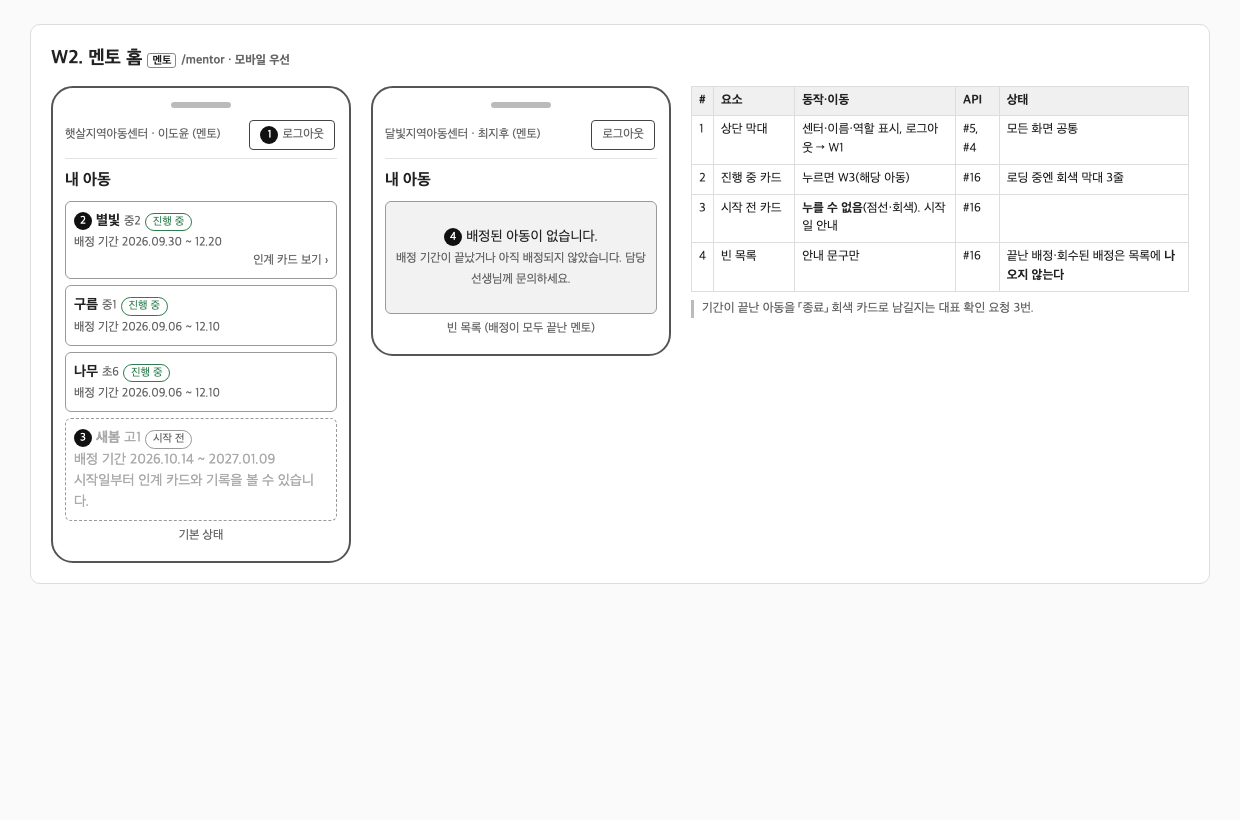 W2. 멘토 홈 멘토 /mentor · 모바일 우선
햇살지역아동센터 · 이도윤 (멘토)
1 로그아웃
내 아동
2 별빛 중2 진행 중
배정 기간 2026.09.30 ~ 12.20
인계 카드 보기 ›
구름 중1 진행 중
배정 기간 2026.09.06 ~ 12.10
나무 초6 진행 중
배정 기간 2026.09.06 ~ 12.10
3 새봄 고1 시작 전
배정 기간 2026.10.14 ~ 2027.01.09
시작일부터 인계 카드와 기록을 볼 수 있습니
다.
기본 상태
달빛지역아동센터 · 최지후 (멘토)
로그아웃
내 아동
4 배정된 아동이 없습니다.
배정 기간이 끝났거나 아직 배정되지 않았습니다. 담당
선생님께 문의하세요.
빈 목록 (배정이 모두 끝난 멘토)
# 요소 동작·이동 API 상태
1 상단 막대 센터·이름·역할 표시, 로그아 #5, 모든 화면 공통
웃 → W1 #4
2 진행 중 카드 누르면 W3(해당 아동) #16 로딩 중엔 회색 막대 3줄
3 시작 전 카드 누를 수 없음(점선·회색). 시작 #16
일 안내
4 빈 목록 안내 문구만 #16 끝난 배정·회수된 배정은 목록에 나
오지 않는다
기간이 끝난 아동을 「종료」 회색 카드로 남길지는 대표 확인 요청 3번.